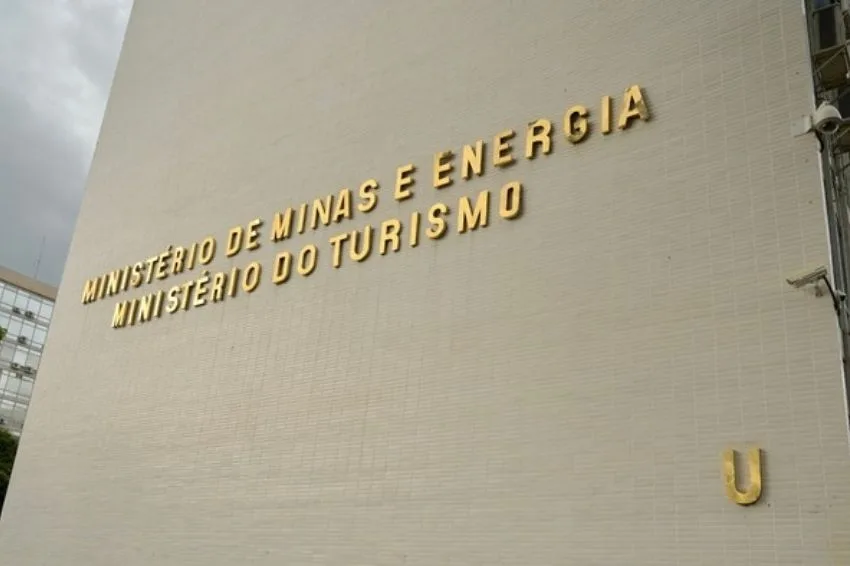 MINISTÉRIO DE MINAS E ENERGIA
MINISTÉRIO DO TURISMO
U